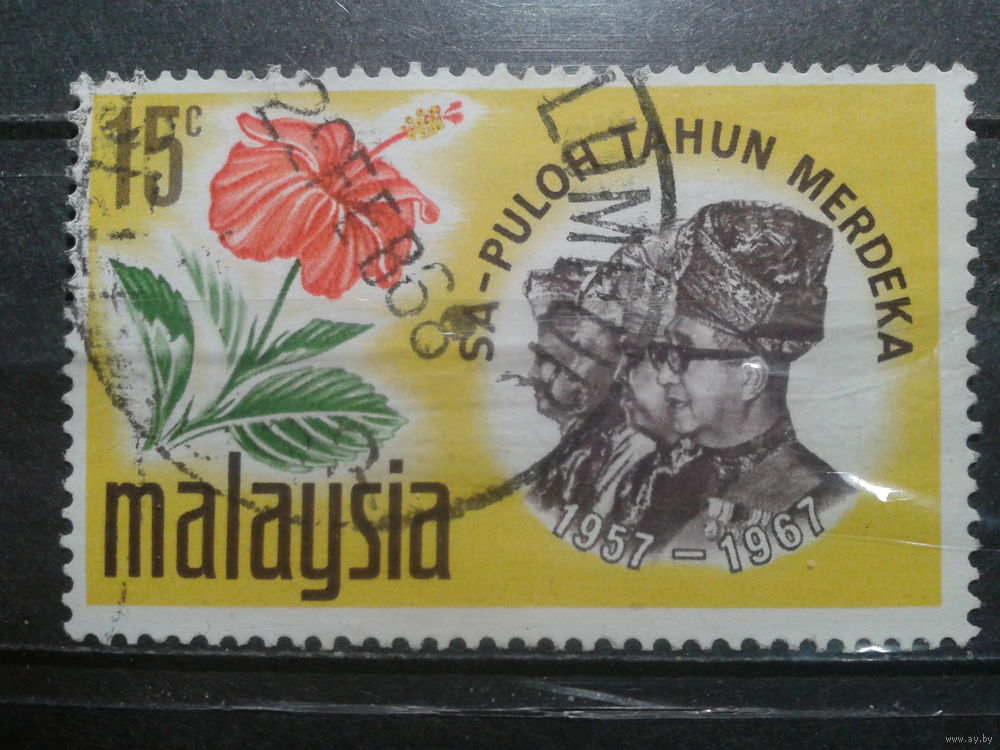 15c
SA-PULOH TAHUN MERDEKA
malaysia
1957-1967
www.ay.by